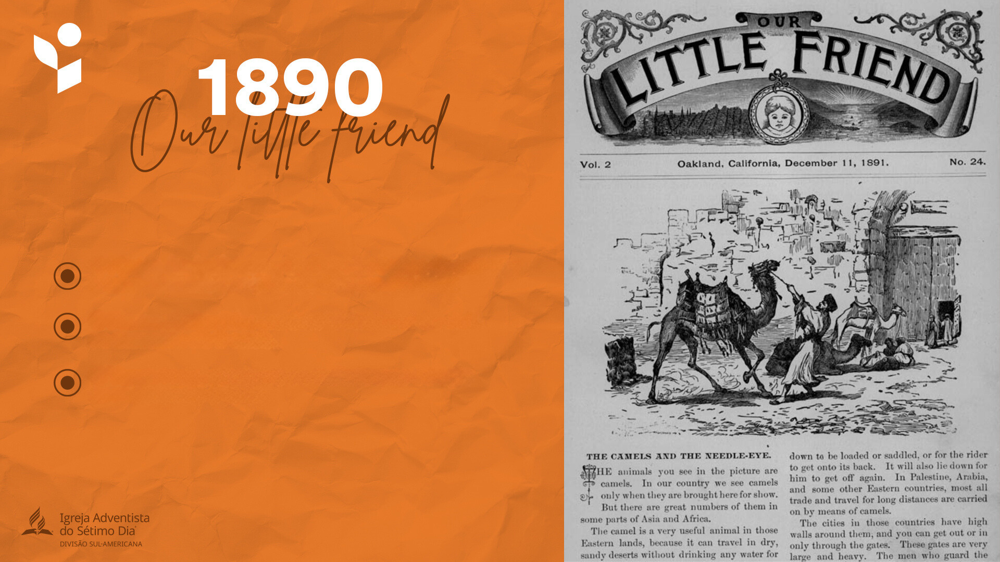 1890
Our little friend
Igreja Adventista
do Sétimo Dia
DIVISÃO SUL-AMERICANA
OUR
LITTLE FRIEND
Vol. 2 Oakland, California, December 11, 1891. No. 24.
THE CAMELS AND THE NEEDLE-EYE.
THE animals you see in the picture are
camels. In our country we see camels
only when they are brought here for show.
But there are great numbers of them in
some parts of Asia and Africa.
The camel is a very useful animal in those
Eastern lands, because it can travel in dry,
sandy deserts without drinking any water for
down to be loaded or saddled, or for the rider
to get onto its back. It will also lie down for
him to get off again. In Palestine, Arabia,
and some other Eastern countries, most all
trade and travel for long distances are carried
on by means of camels.
The cities in those countries have high
walls around them, and you can get out or in
only through the gates. These gates are very
large and heavy. The men who guard the